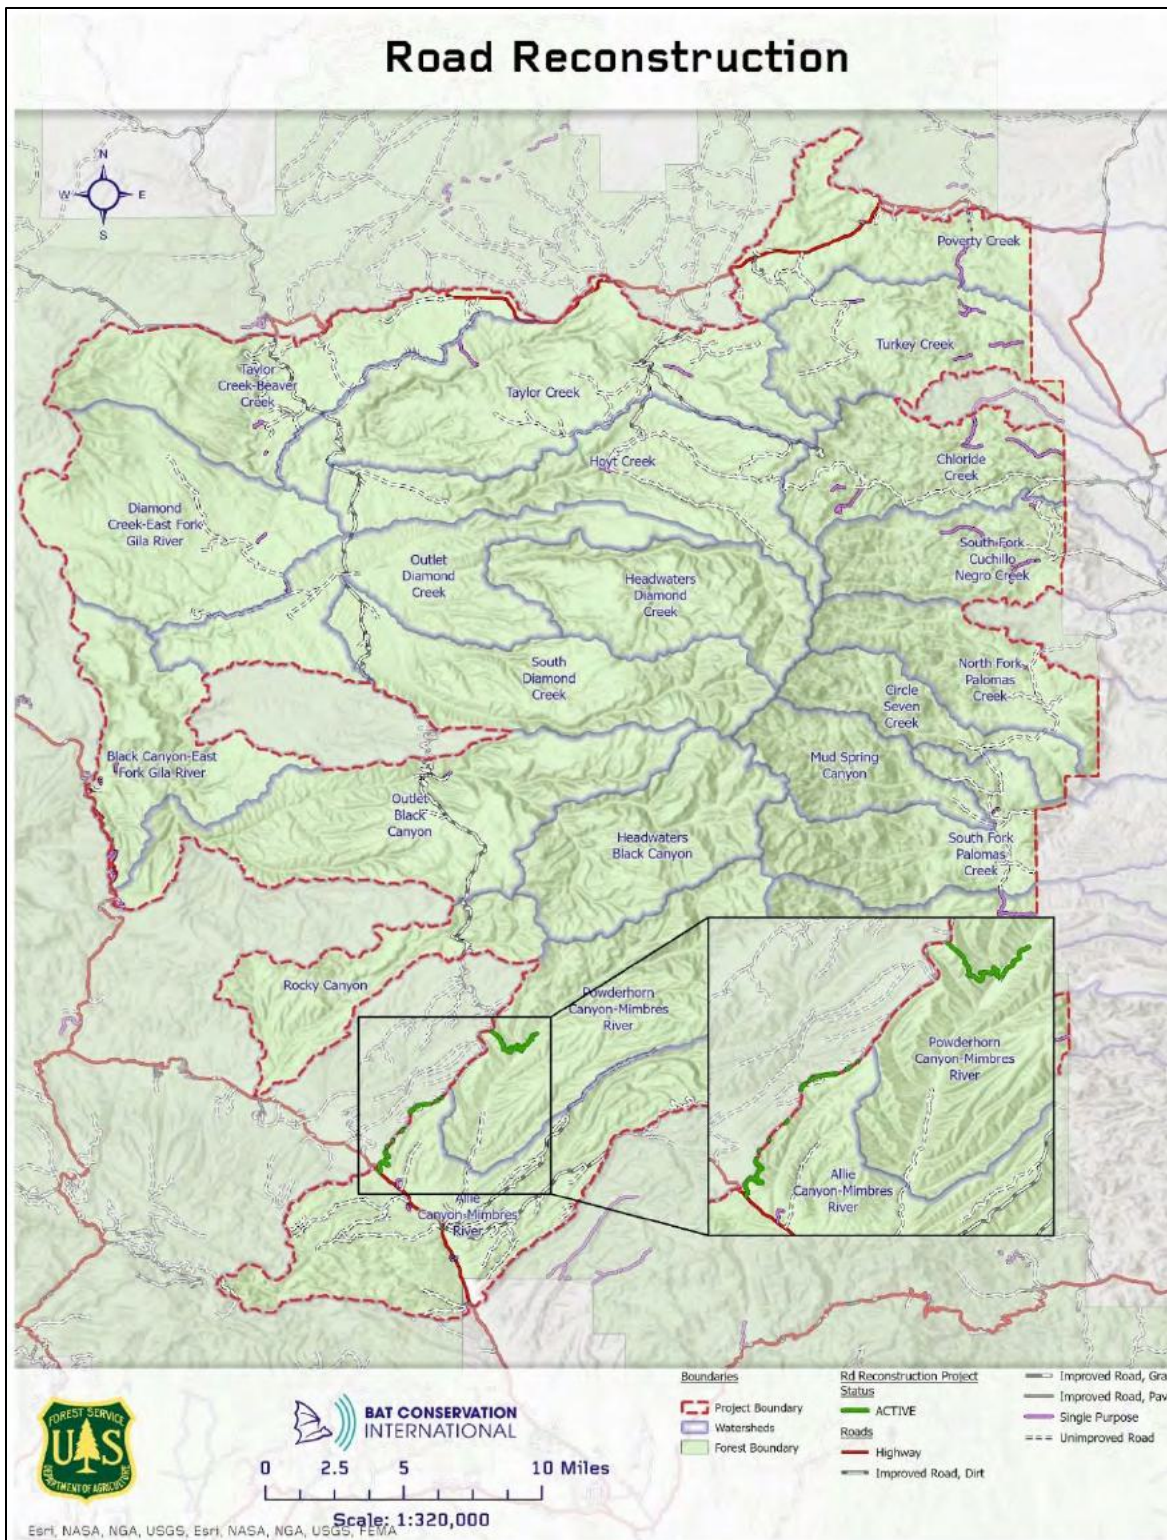 Road Reconstruction
N
W
E
S
Poverty Creek
Turkey Creek
Taylor
Creek-Beaver
Creek
Taylor Creek
Hoyt Creek
Chloride
Creek
Diamond
Creek-East Fork
Gila River
Outlet
Diamond
Creek
Headwaters
Diamond
Creek
South Fork
Cuchillo
Negro Creek
South
Diamond
Creek
North Fork
Palomas
Creek
Circle
Seven
Creek
Black Canyon-East
Fork Gila River
Mud Spring
Canyon
Outlet
Black
Canyon
Headwaters
Black Canyon
South Fork
Palomas
Creek
Rocky Canyon
Powderhorn
Canyon-Mimbres
River
Powderhorn
Canyon-Mimbres
River
Allie
Canyon-Mimbres
River
Allie
Canyon-Mimbres
River
FOREST SERVICE
U S
DEPARTMENT OF AGRICULTURE
BAT CONSERVATION
INTERNATIONAL
0 2.5 5 10 Miles
Scale: 1:320,000
Boundaries
Project Boundary
Watersheds
Forest Boundary
Rd Reconstruction Project
Status
ACTIVE
Roads
Highway
Improved Road, Dirt
Improved Road, Gra
Improved Road, Pav
Single Purpose
Unimproved Road
Esri, NASA, NGA, USGS, Esri, NASA, NGA, USGS, FEMA